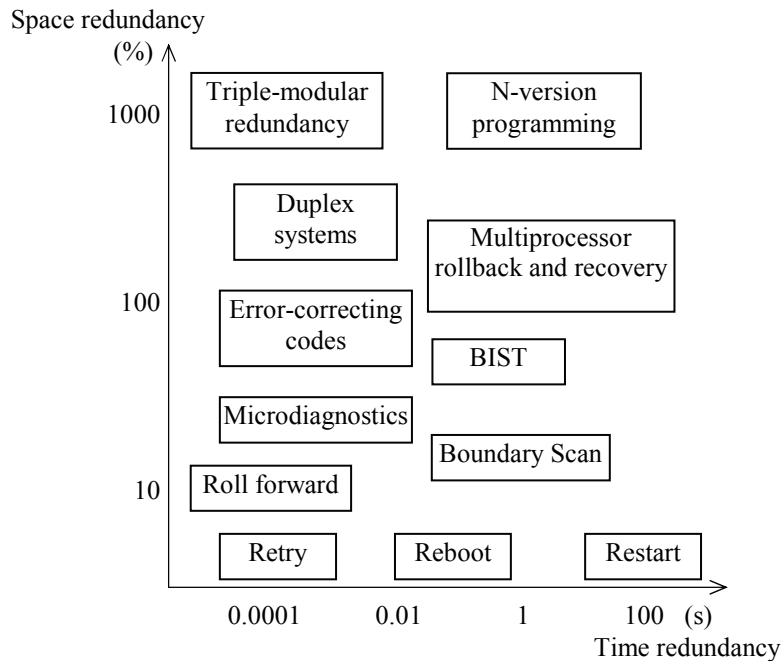 Space redundancy
(%)
1000
Triple-modular
redundancy
N-version
programming
Duplex
systems
Multiprocessor
rollback and recovery
100
Error-correcting
codes
BIST
Microdiagnostics
Boundary Scan
10
Roll forward
Retry
Reboot
Restart
0.0001
0.01
1
100
(s)
Time redundancy